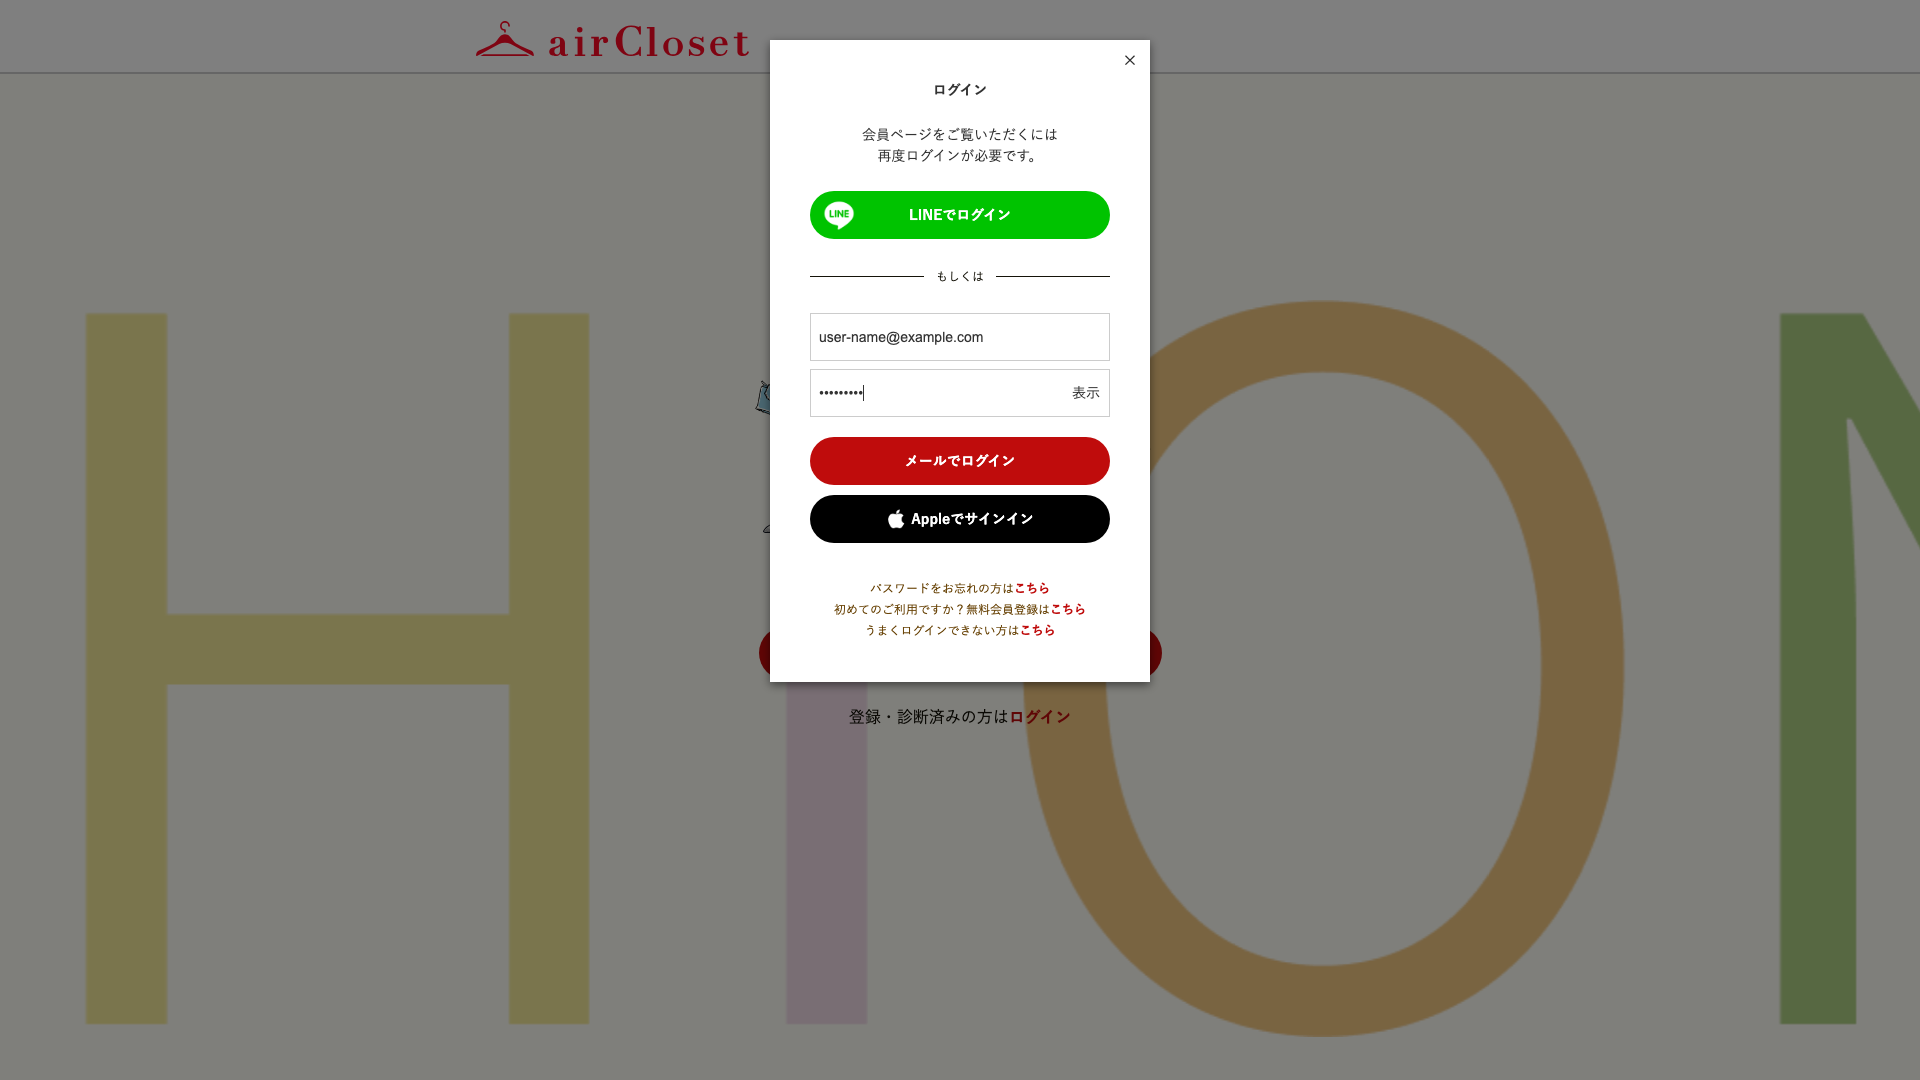 airCloset
ログイン
会員ページをご覧いただくには
再度ログインが必要です。
LINE
LINEでログイン
もしくは
user-name@example.com
•••••••••
表示
メールでログイン
Appleでサインイン
パスワードをお忘れの方はこちら
初めてのご利用ですか？無料会員登録はこちら
うまくログインできない方はこちら
登録・診断済みの方はログイン